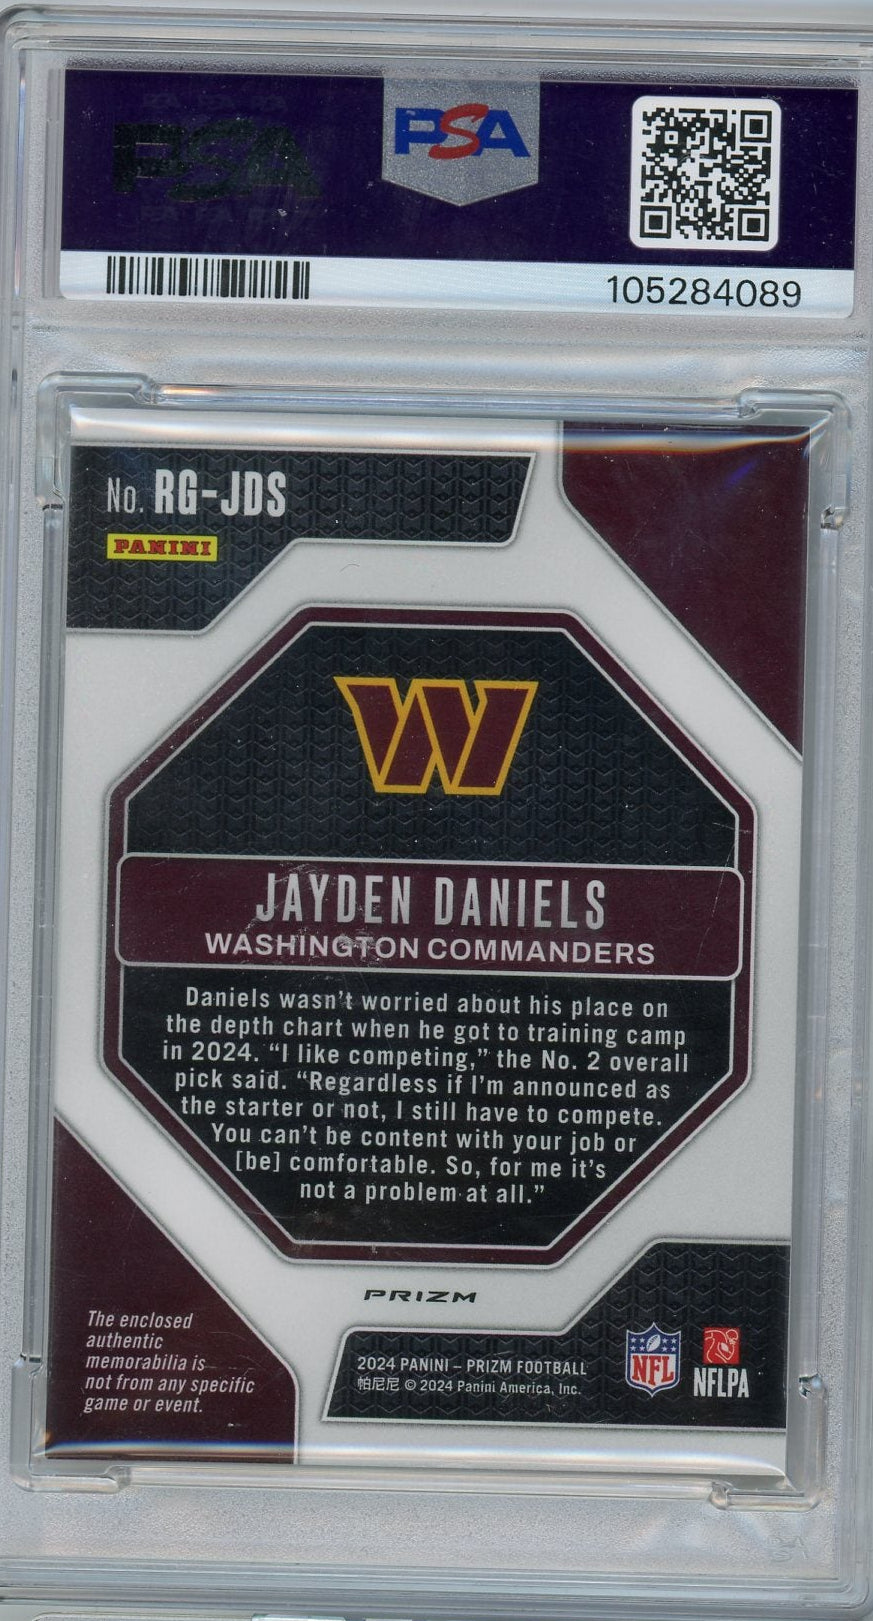 PSA
PSA
105284089
No. RG-JDS
PANINI
W
JAYDEN DANIELS
WASHINGTON COMMANDERS
Daniels wasn't worried about his place on
the depth chart when he got to training camp
in 2024. “I like competing,” the No. 2 overall
pick said. “Regardless if I'm announced as
the starter or not, I still have to compete.
You can't be content with your job or
[be] comfortable. So, for me it's
not a problem at all.”
PRIZM
The enclosed
authentic
memorabilia is
not from any specific
game or event.
2024 PANINI – PRIZM FOOTBALL
帕尼尼 © 2024 Panini America, Inc.
NFL
NFLPA
PSA